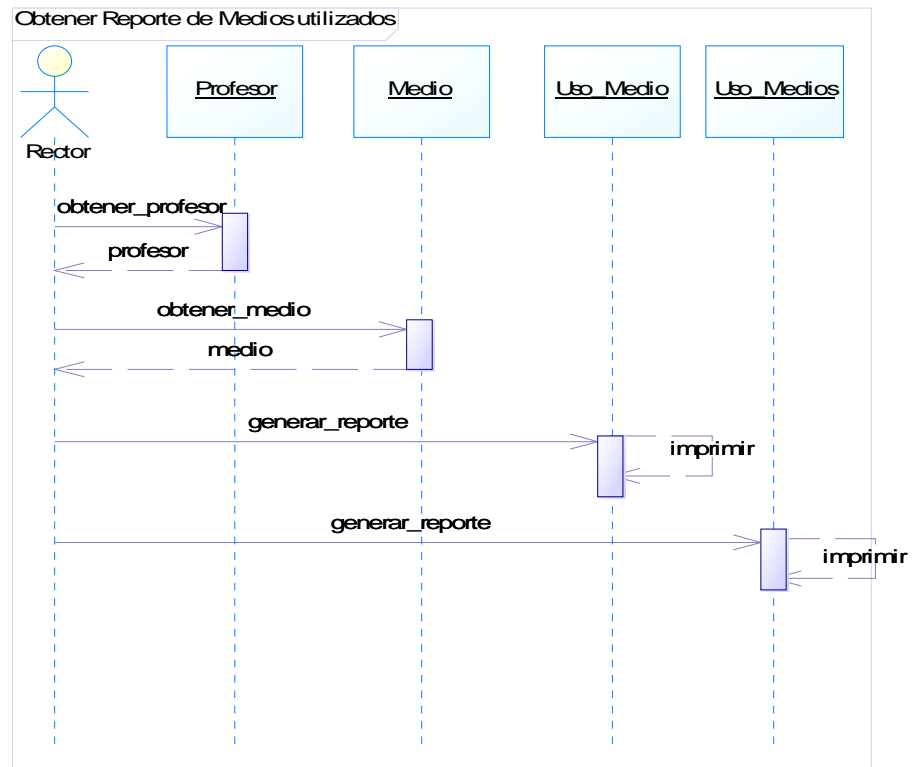 Obtener Reporte de Medios utilizados
Profesor
Medio
Uso_Medio
Uso_Medios
Rector
obtener_profesor
profesor
obtener_medio
medio
generar_reporte
imprimir
generar_reporte
imprimir